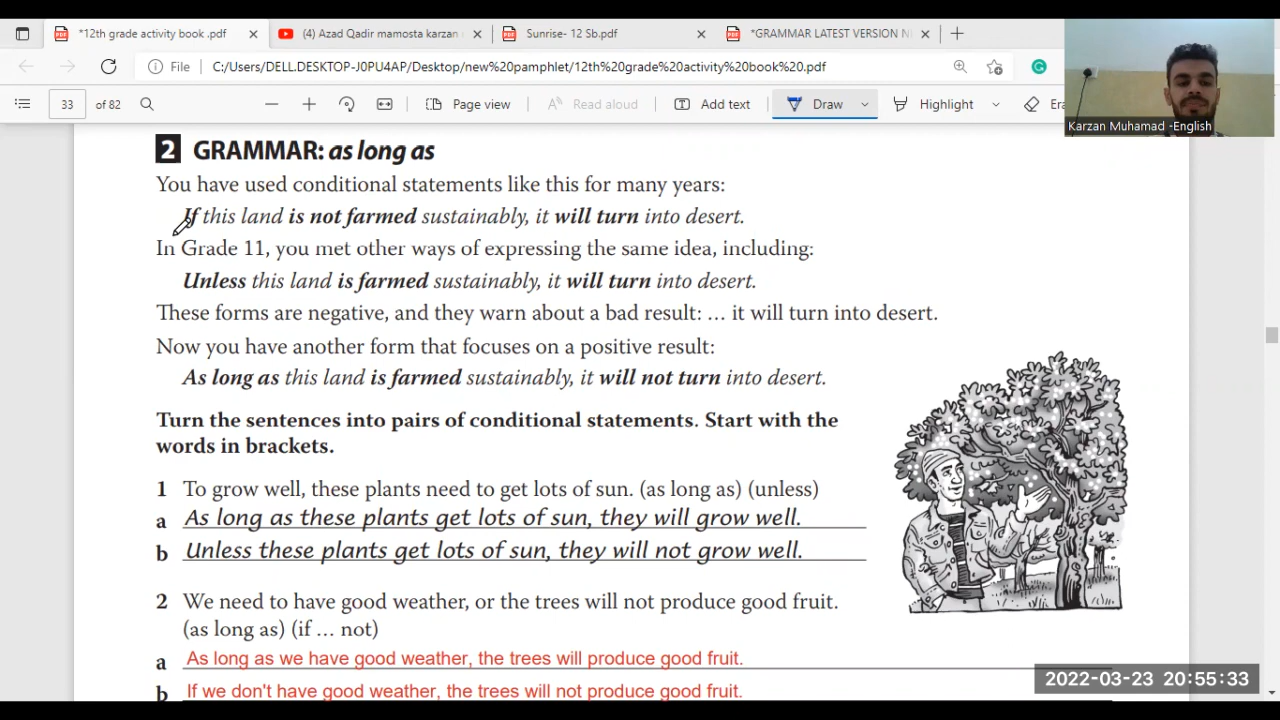 *12th grade activity book .pdf
(4) Azad Qadir mamosta karzan
Sunrise- 12 Sb.pdf
*GRAMMAR LATEST VERSION N
File
C:/Users/DELL.DESKTOP-J0PU4AP/Desktop/new%20pamphlet/12th%20grade%20activity%20book%20.pdf
33 of 82
Page view
Read aloud
Add text
Draw
Highlight
Karzan Muhamad -English
2 GRAMMAR: as long as
You have used conditional statements like this for many years:
If this land is not farmed sustainably, it will turn into desert.
In Grade 11, you met other ways of expressing the same idea, including:
Unless this land is farmed sustainably, it will turn into desert.
These forms are negative, and they warn about a bad result: … it will turn into desert.
Now you have another form that focuses on a positive result:
As long as this land is farmed sustainably, it will not turn into desert.
Turn the sentences into pairs of conditional statements. Start with the
words in brackets.
1 To grow well, these plants need to get lots of sun. (as long as) (unless)
a As long as these plants get lots of sun, they will grow well.
b Unless these plants get lots of sun, they will not grow well.
2 We need to have good weather, or the trees will not produce good fruit.
(as long as) (if … not)
a As long as we have good weather, the trees will produce good fruit.
b If we don't have good weather, the trees will not produce good fruit.
2022-03-23 20:55:33